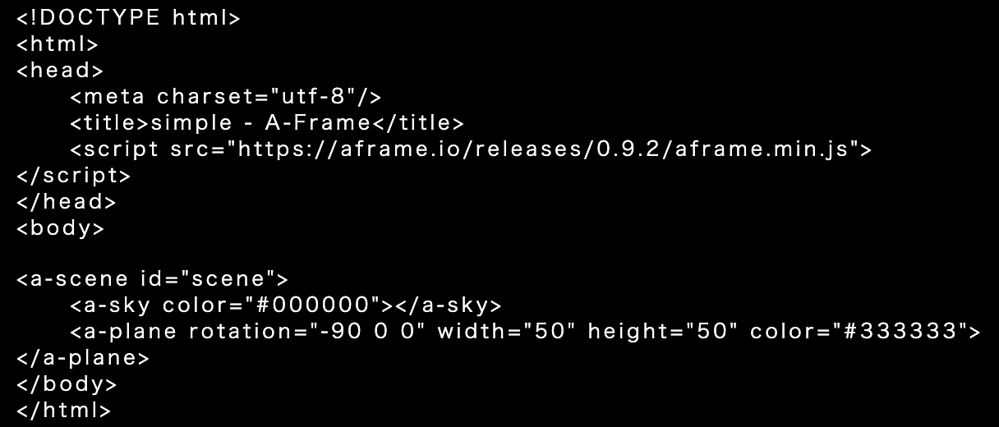 <!DOCTYPE html>
<html>
<head>
    <meta charset="utf-8"/>
    <title>simple - A-Frame</title>
    <script src="https://aframe.io/releases/0.9.2/aframe.min.js">
</script>
</head>
<body>

<a-scene id="scene">
    <a-sky color="#000000"></a-sky>
    <a-plane rotation="-90 0 0" width="50" height="50" color="#333333">
</a-plane>
</body>
</html>